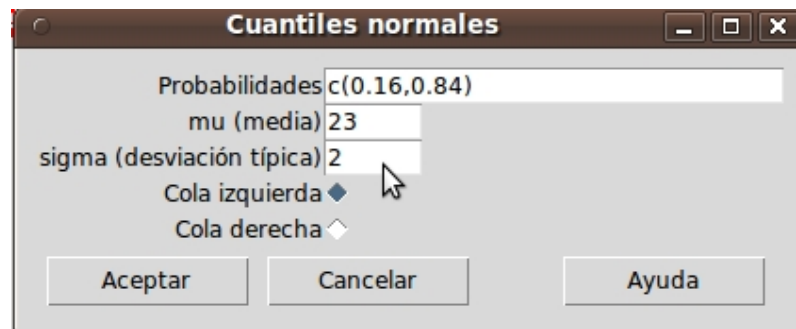 Cuantiles normales
Probabilidades c(0.16,0.84)
mu (media) 23
sigma (desviación típica) 2
Cola izquierda
Cola derecha
Aceptar Cancelar Ayuda